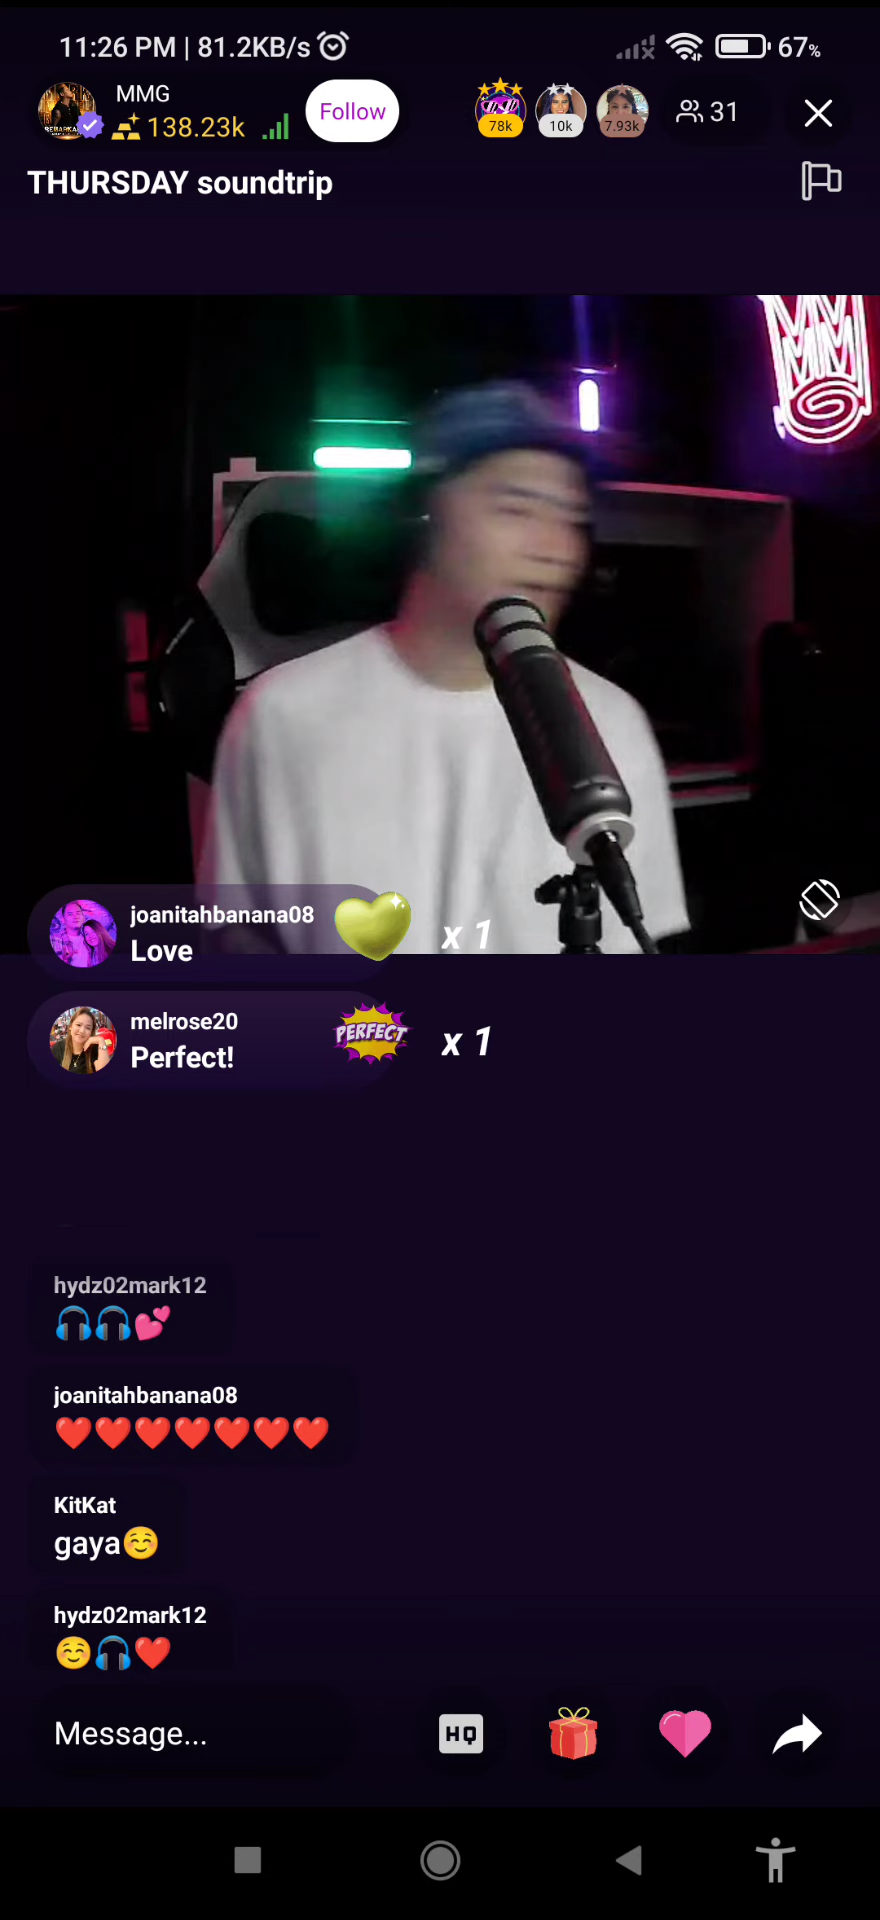 11:26 PM | 81.2KB/s
67%
MMG
138.23k
Follow
78k
10k
7.93k
31
THURSDAY soundtrip
joanitahbanana08
Love
x 1
melrose20
Perfect!
PERFECT
x 1
hydz02mark12
🎧🎧💕
joanitahbanana08
❤️❤️❤️❤️❤️❤️❤️
KitKat
gaya☺️
hydz02mark12
☺️🎧❤️
Message...
HQ